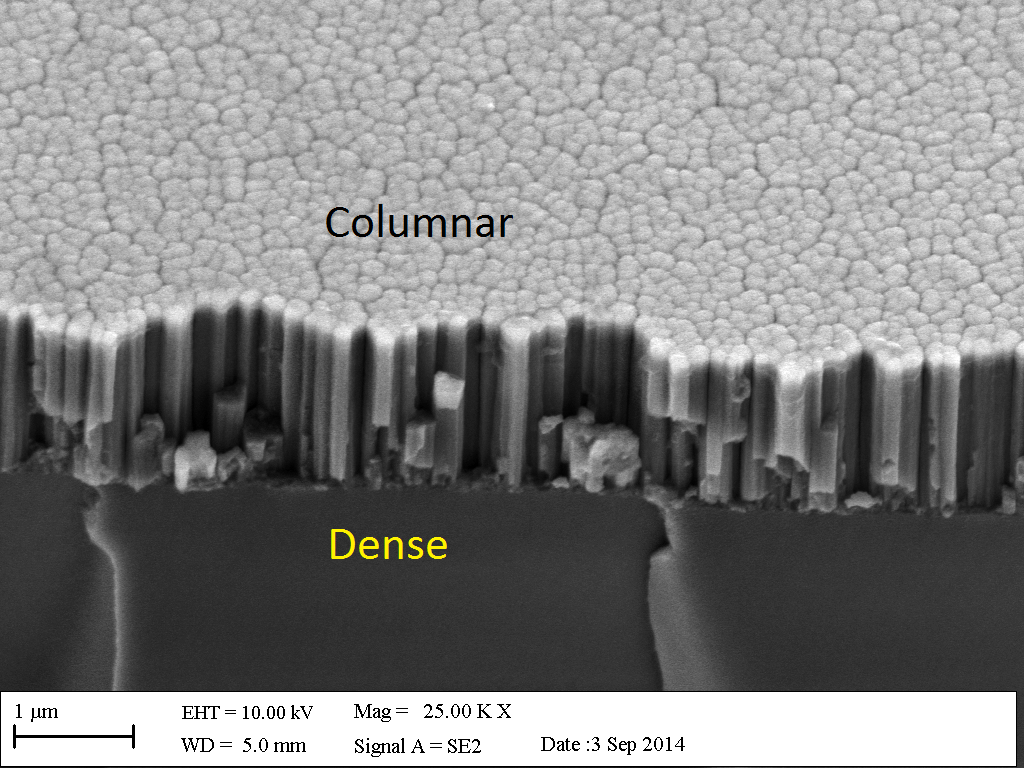 Columnar
Dense
1 µm
EHT = 10.00 kV
Mag = 25.00 K X
WD = 5.0 mm
Signal A = SE2
Date :3 Sep 2014